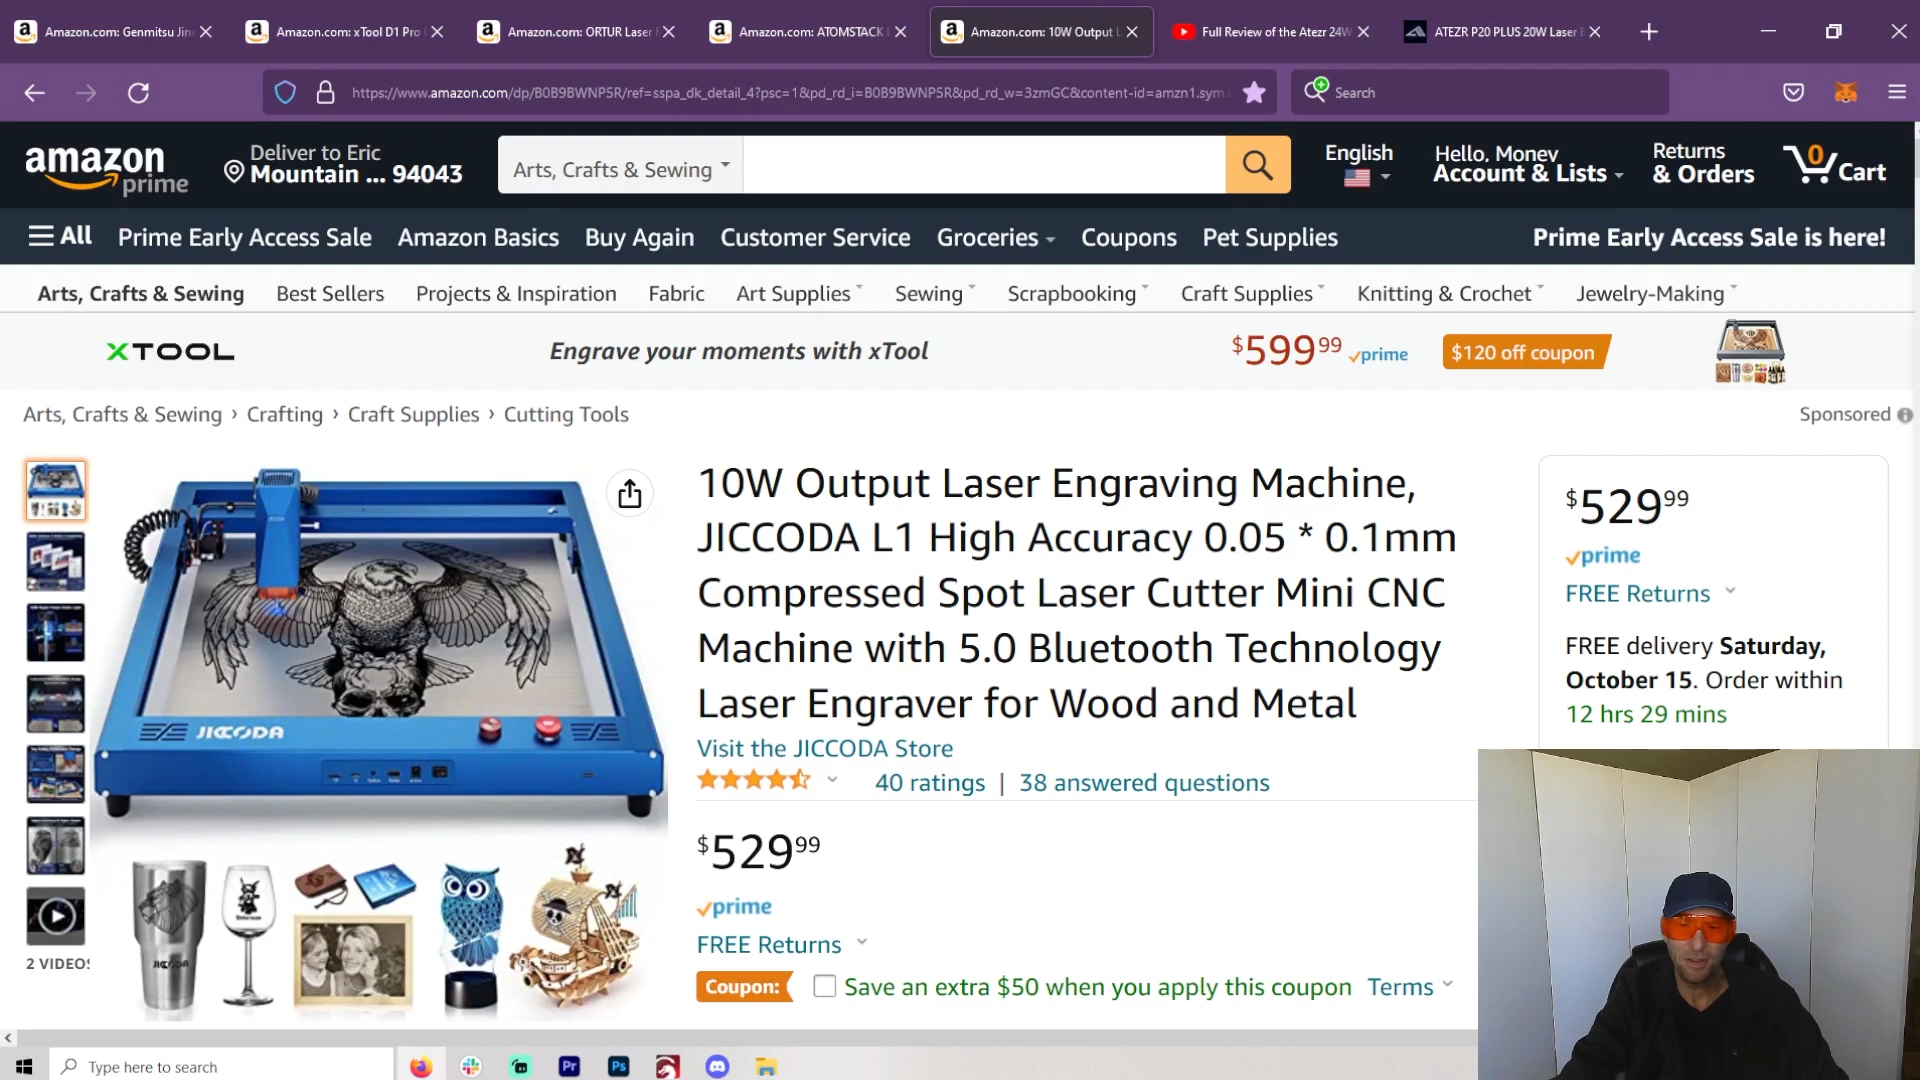 Amazon.com: Genmitsu Jins
Amazon.com: xTool D1 Pro
Amazon.com: ORTUR Laser
Amazon.com: ATOMSTACK
Amazon.com: 10W Output
Full Review of the Atezr 24W
ATEZR P20 PLUS 20W Laser
https://www.amazon.com/dp/B0B9BWNP5R/ref=sspa_dk_detail_4?psc=1&pd_rd_i=B0B9BWNP5R&pd_rd_w=3zmGC&content-id=amzn1.sym.
Search
amazon prime
Deliver to Eric
Mountain ... 94043
Arts, Crafts & Sewing
English
Hello, Money
Account & Lists
Returns
& Orders
0
Cart
All
Prime Early Access Sale
Amazon Basics
Buy Again
Customer Service
Groceries
Coupons
Pet Supplies
Prime Early Access Sale is here!
Arts, Crafts & Sewing
Best Sellers
Projects & Inspiration
Fabric
Art Supplies
Sewing
Scrapbooking
Craft Supplies
Knitting & Crochet
Jewelry-Making
XTOOL
Engrave your moments with xTool
$599.99 prime
$120 off coupon
Arts, Crafts & Sewing › Crafting › Craft Supplies › Cutting Tools
Sponsored
10W Output Laser Engraving Machine,
JICCODA L1 High Accuracy 0.05 * 0.1mm
Compressed Spot Laser Cutter Mini CNC
Machine with 5.0 Bluetooth Technology
Laser Engraver for Wood and Metal
Visit the JICCODA Store
40 ratings | 38 answered questions
$529.99
prime
FREE Returns
Coupon: Save an extra $50 when you apply this coupon Terms
$529.99
prime
FREE Returns
FREE delivery Saturday,
October 15. Order within
12 hrs 29 mins
JICCODA
JICCODA
2 VIDEOS
Type here to search
Pr
Ps